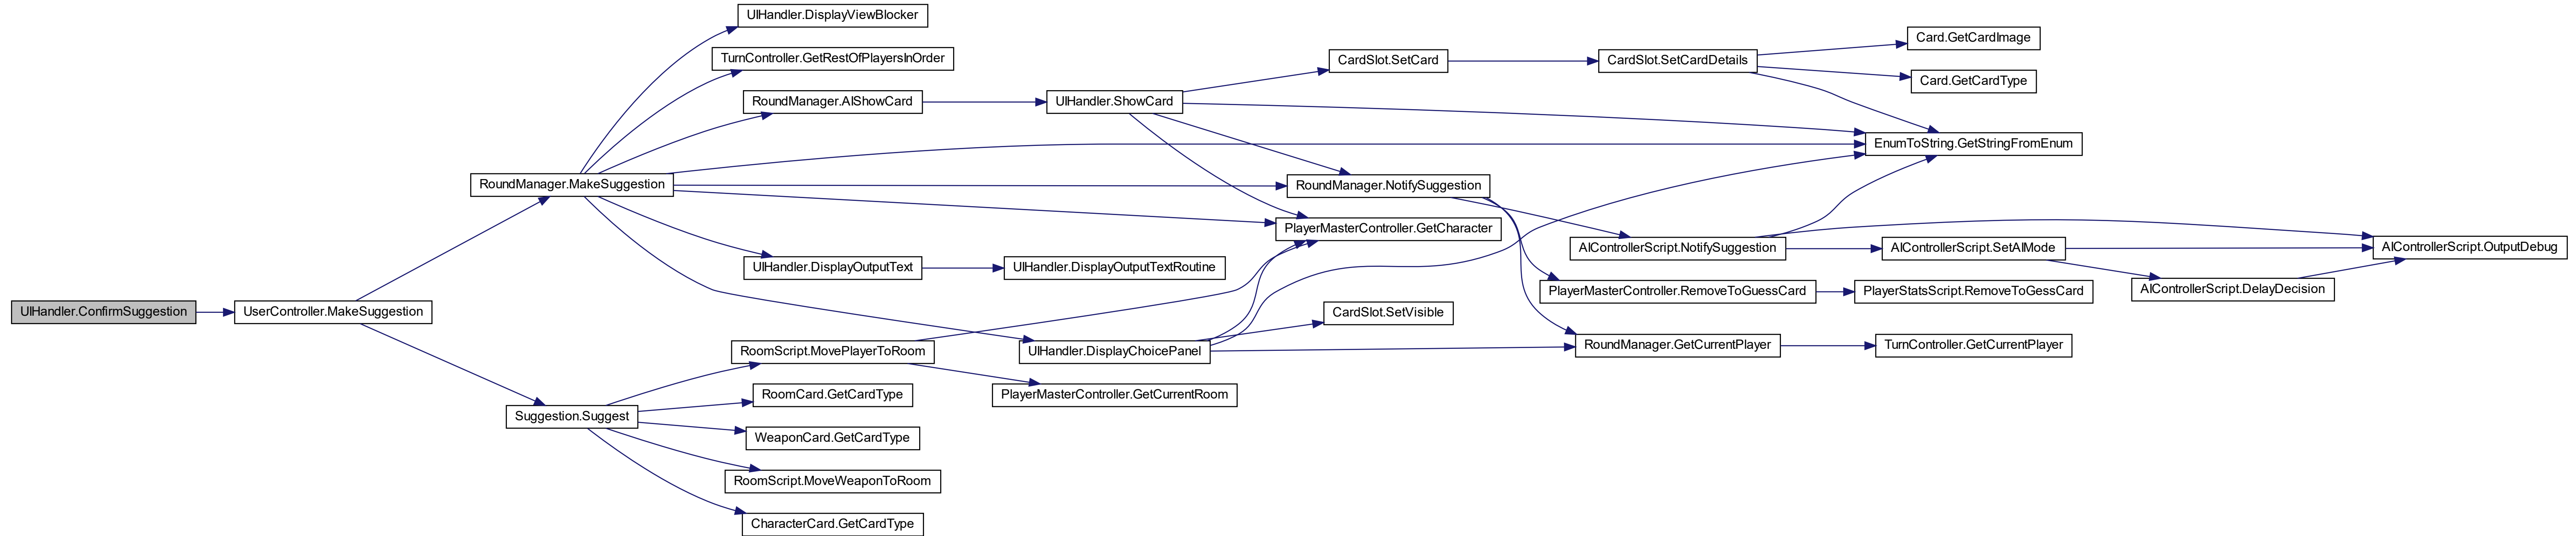 UIHandler.ConfirmSuggestion
UserController.MakeSuggestion
RoundManager.MakeSuggestion
Suggestion.Suggest
UIHandler.DisplayViewBlocker
TurnController.GetRestOfPlayersInOrder
RoundManager.AIShowCard
UIHandler.DisplayOutputText
RoomScript.MovePlayerToRoom
RoomCard.GetCardType
WeaponCard.GetCardType
RoomScript.MoveWeaponToRoom
CharacterCard.GetCardType
UIHandler.ShowCard
UIHandler.DisplayOutputTextRoutine
UIHandler.DisplayChoicePanel
PlayerMasterController.GetCurrentRoom
CardSlot.SetCard
RoundManager.NotifySuggestion
PlayerMasterController.GetCharacter
CardSlot.SetVisible
CardSlot.SetCardDetails
AIControllerScript.NotifySuggestion
PlayerMasterController.RemoveToGuessCard
RoundManager.GetCurrentPlayer
Card.GetCardImage
Card.GetCardType
EnumToString.GetStringFromEnum
AIControllerScript.SetAIMode
PlayerStatsScript.RemoveToGessCard
TurnController.GetCurrentPlayer
AIControllerScript.DelayDecision
AIControllerScript.OutputDebug